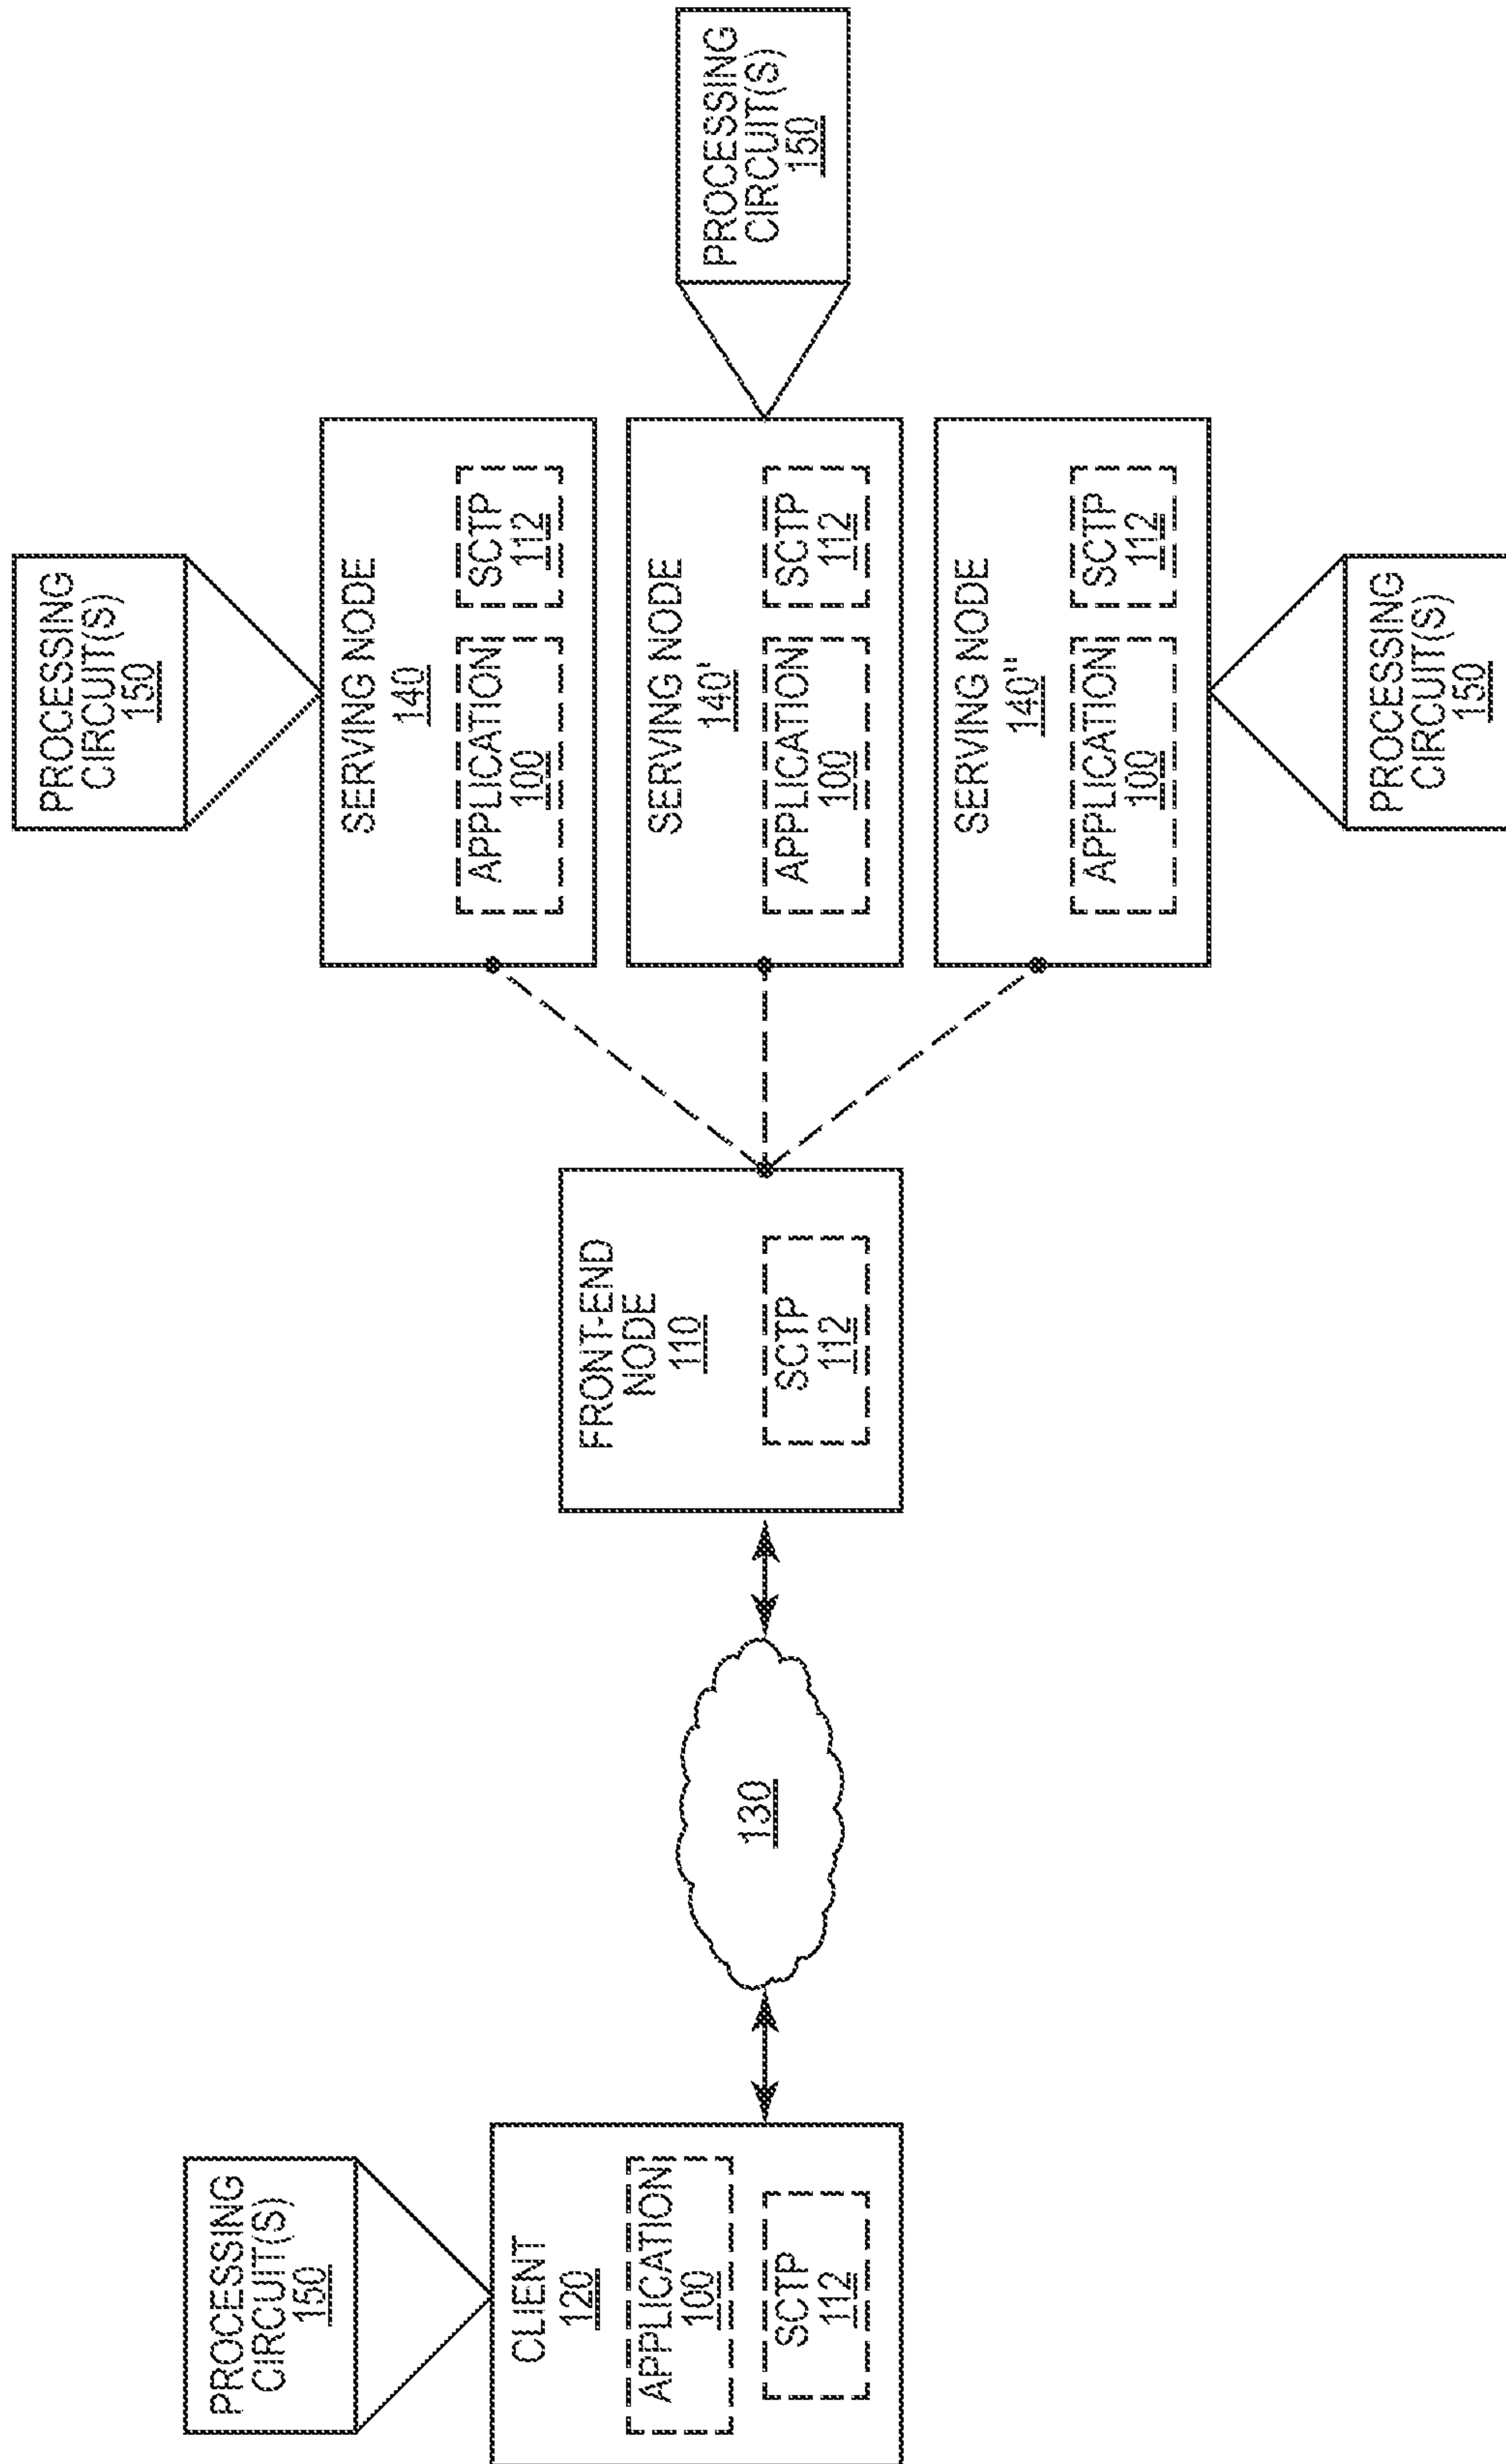 PROCESSING
CIRCUIT(S)
150
CLIENT
120
APPLICATION
100
SCTP
112
130
FRONT-END
NODE
110
SCTP
112
PROCESSING
CIRCUIT(S)
150
SERVING NODE
140
APPLICATION
100
SCTP
112
SERVING NODE
140'
APPLICATION
100
SCTP
112
PROCESSING
CIRCUIT(S)
150
SERVING NODE
140"
APPLICATION
100
SCTP
112
PROCESSING
CIRCUIT(S)
150